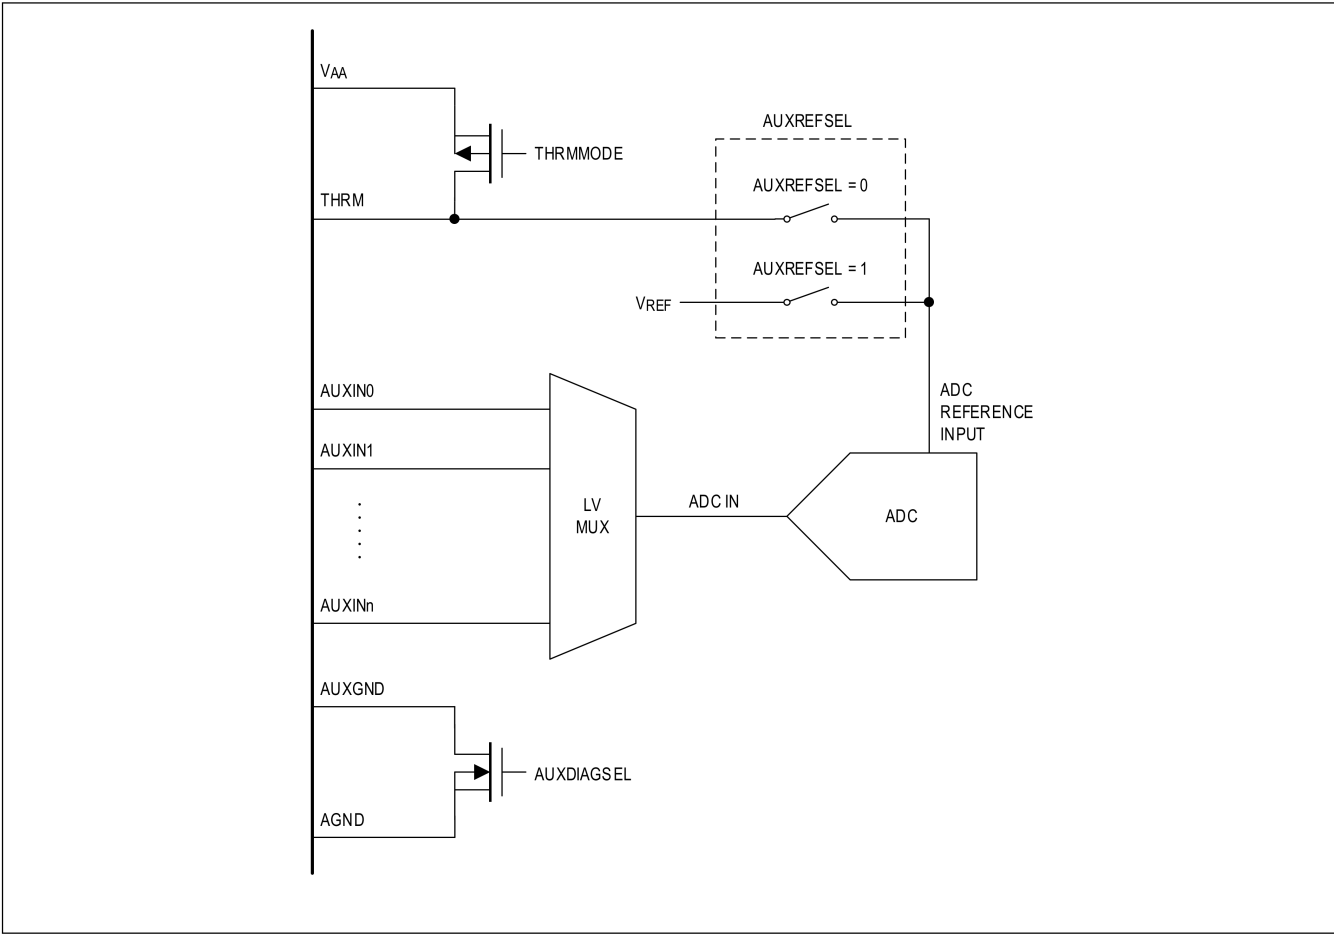 VAA
AUXREFSEL
THRMMODE
AUXREFSEL = 0
THRM
AUXREFSEL = 1
VREF
AUXIN0
ADC
REFERENCE
INPUT
AUXIN1
LV
MUX
ADC IN
ADC
AUXINn
AUXGND
AUXDIAGSEL
AGND